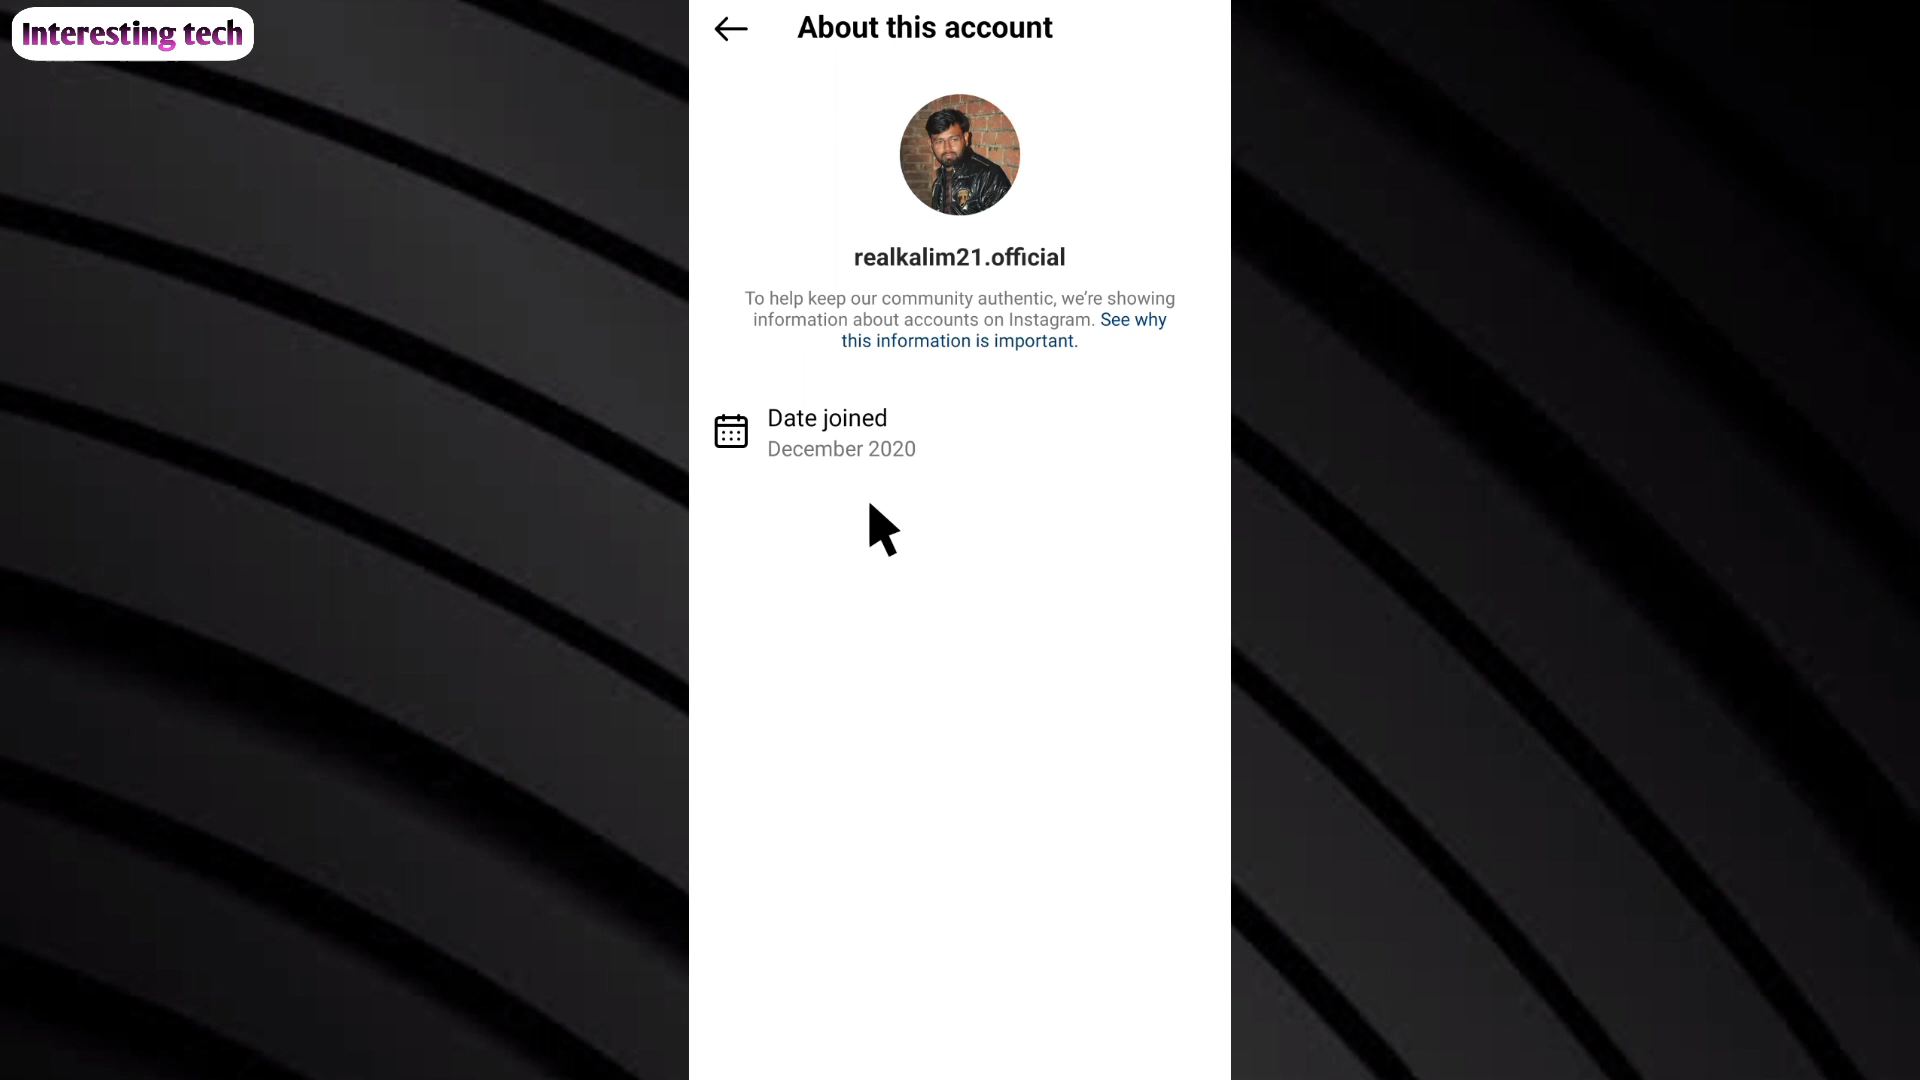 Interesting tech
About this account
realkalim21.official
To help keep our community authentic, we’re showing
information about accounts on Instagram. See why
this information is important.
Date joined
December 2020